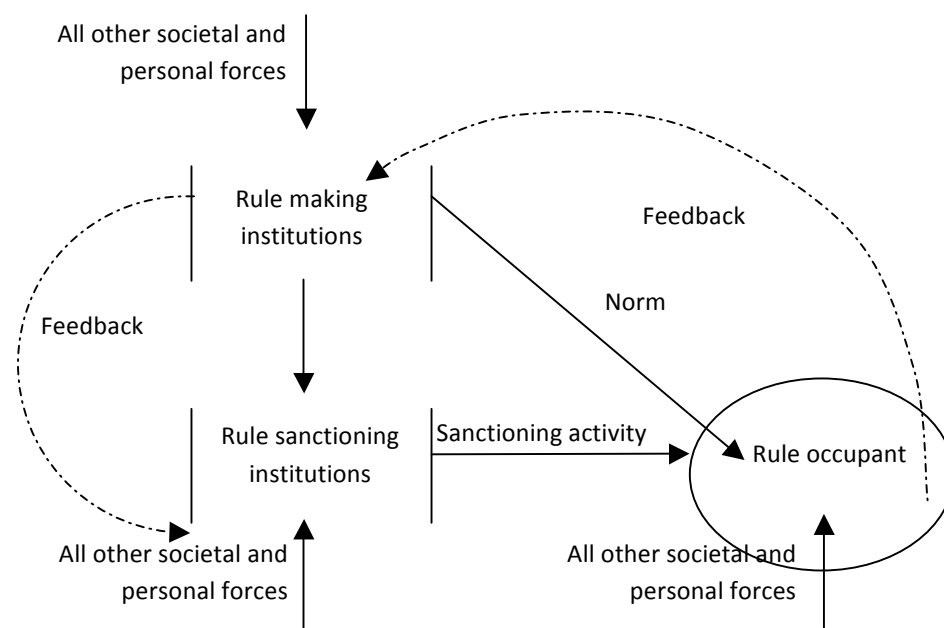 All other societal and
personal forces
Rule making
institutions
Feedback
Norm
Feedback
Rule sanctioning
institutions
Sanctioning activity
Rule occupant
All other societal and
personal forces
All other societal and
personal forces